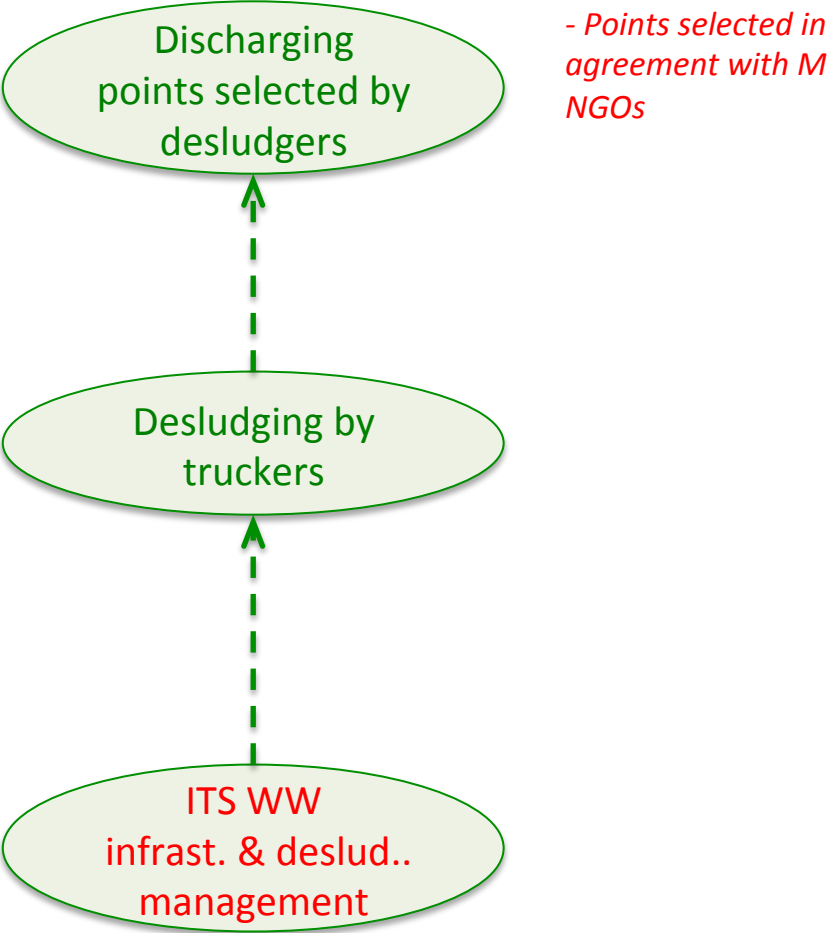 Discharging
points selected by
desludgers
- Points selected in
agreement with M
NGOs
Desludging by
truckers
ITS WW
infrast. & deslud..
management